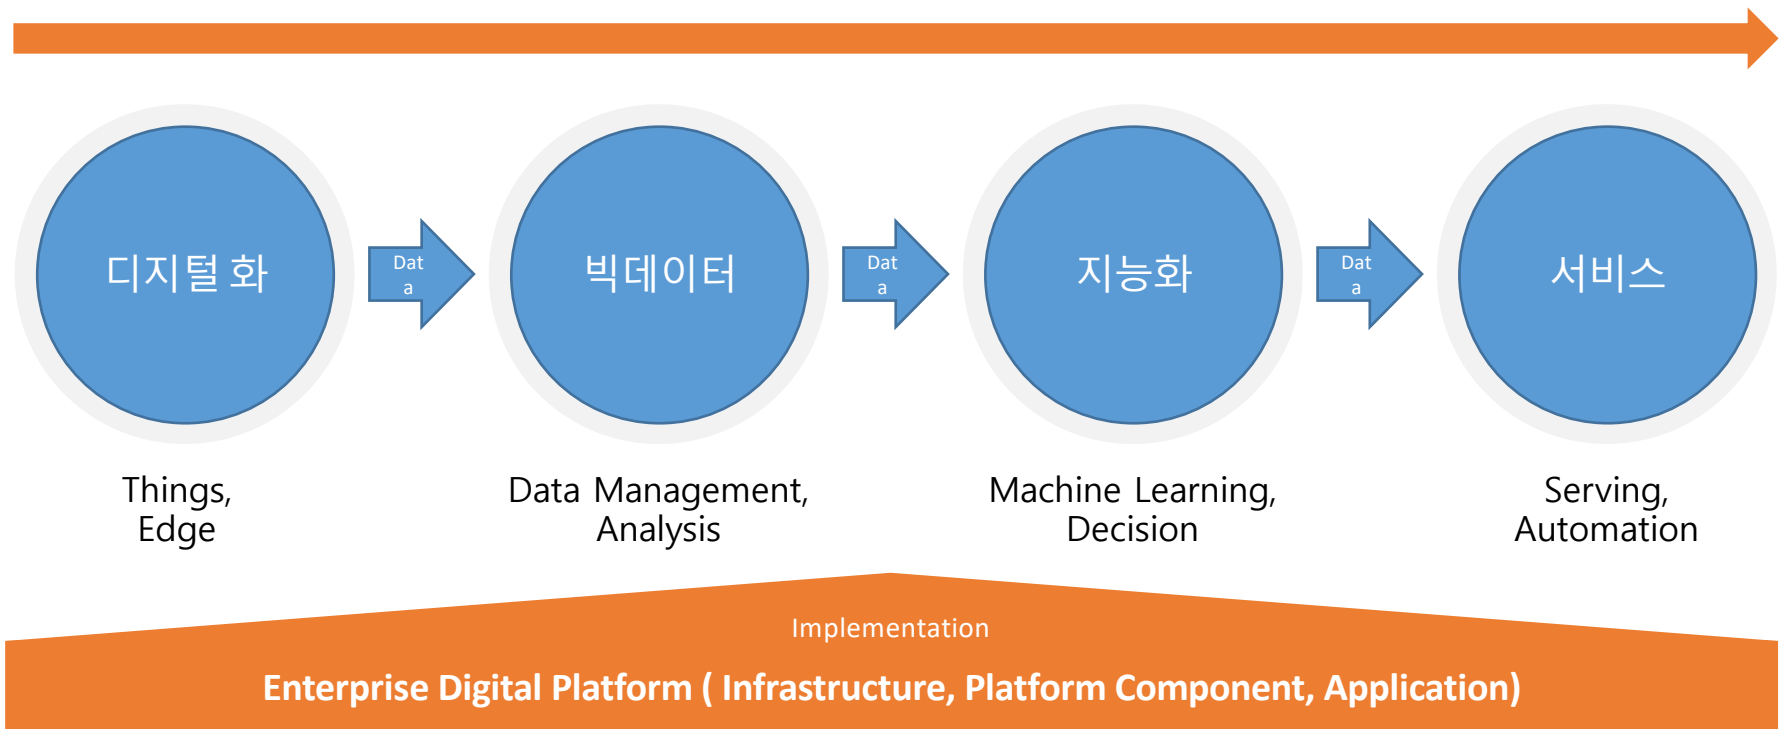 디지털 화
Dat
a
빅데이터
Dat
a
지능화
Dat
a
서비스
Things,
Edge
Data Management,
Analysis
Machine Learning,
Decision
Serving,
Automation
Implementation
Enterprise Digital Platform ( Infrastructure, Platform Component, Application)